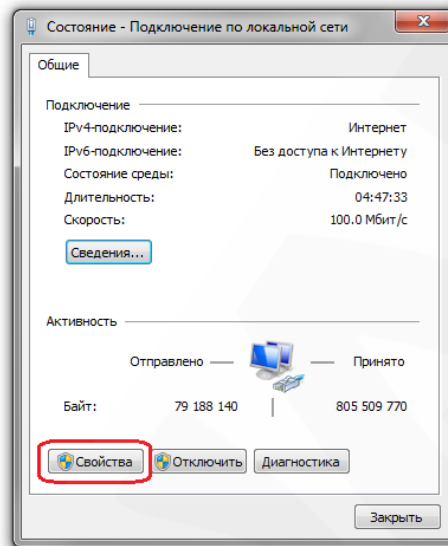 Состояние - Подключение по локальной сети
Общие
Подключение
IPv4-подключение: Интернет
IPv6-подключение: Без доступа к Интернету
Состояние среды: Подключено
Длительность: 04:47:33
Скорость: 100.0 Мбит/с
Сведения...
Активность
Отправлено — — Принято
Байт: 79 188 140 | 805 509 770
Свойства Отключить Диагностика
Закрыть